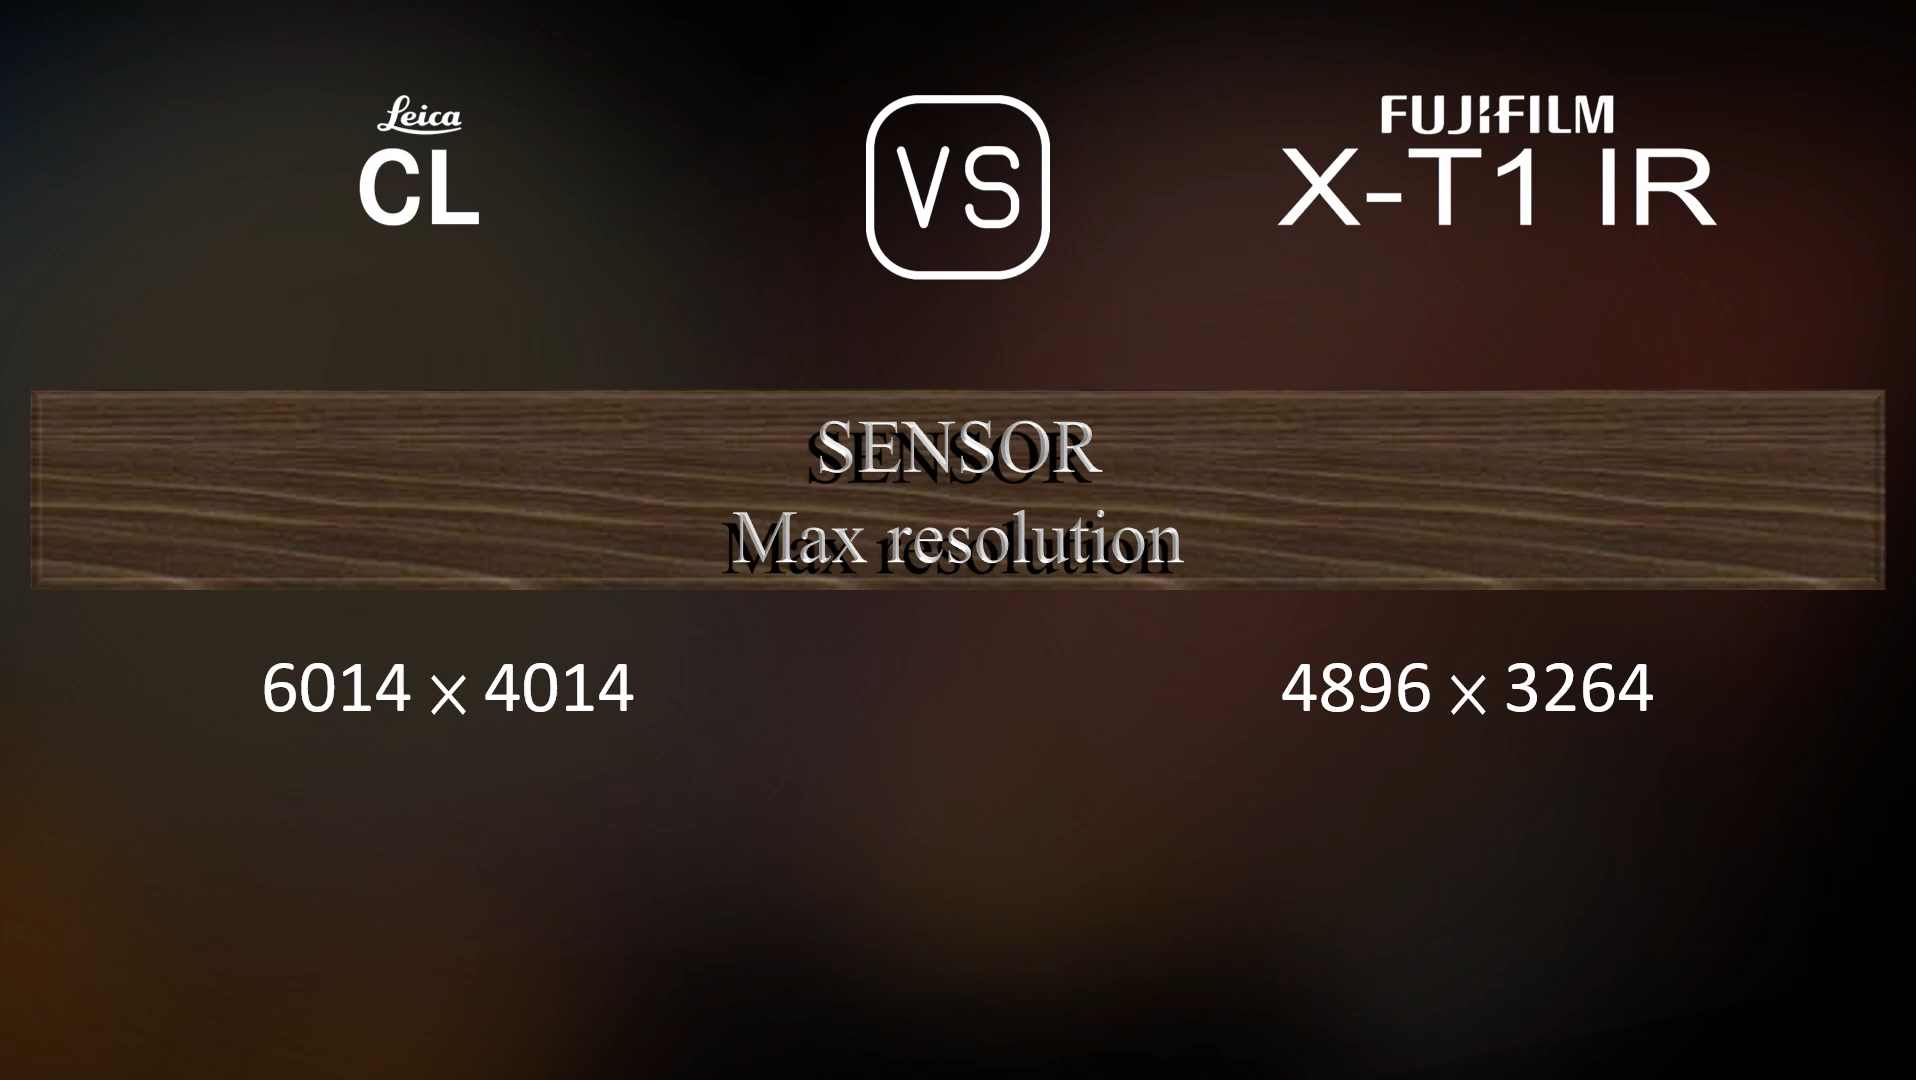 Leica
CL
VS
FUJIFILM
X-T1 IR
SENSOR
Max resolution
6014 x 4014
4896 x 3264